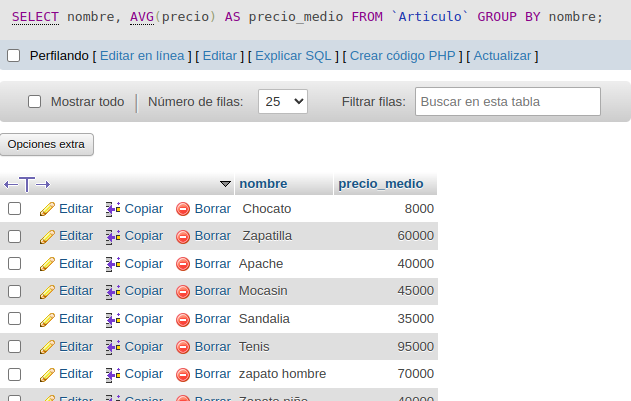 SELECT nombre, AVG(precio) AS precio_medio FROM `Articulo` GROUP BY nombre;
Perfilando [ Editar en línea ] [ Editar ] [ Explicar SQL ] [ Crear código PHP ] [ Actualizar ]
Mostrar todo | Número de filas: 25 Filtrar filas: Buscar en esta tabla
Opciones extra
nombre precio_medio
Editar Copiar Borrar Chocato 8000
Editar Copiar Borrar Zapatilla 60000
Editar Copiar Borrar Apache 40000
Editar Copiar Borrar Mocasin 45000
Editar Copiar Borrar Sandalia 35000
Editar Copiar Borrar Tenis 95000
Editar Copiar Borrar zapato hombre 70000
Editar Copiar Borrar Zapato niño 40000